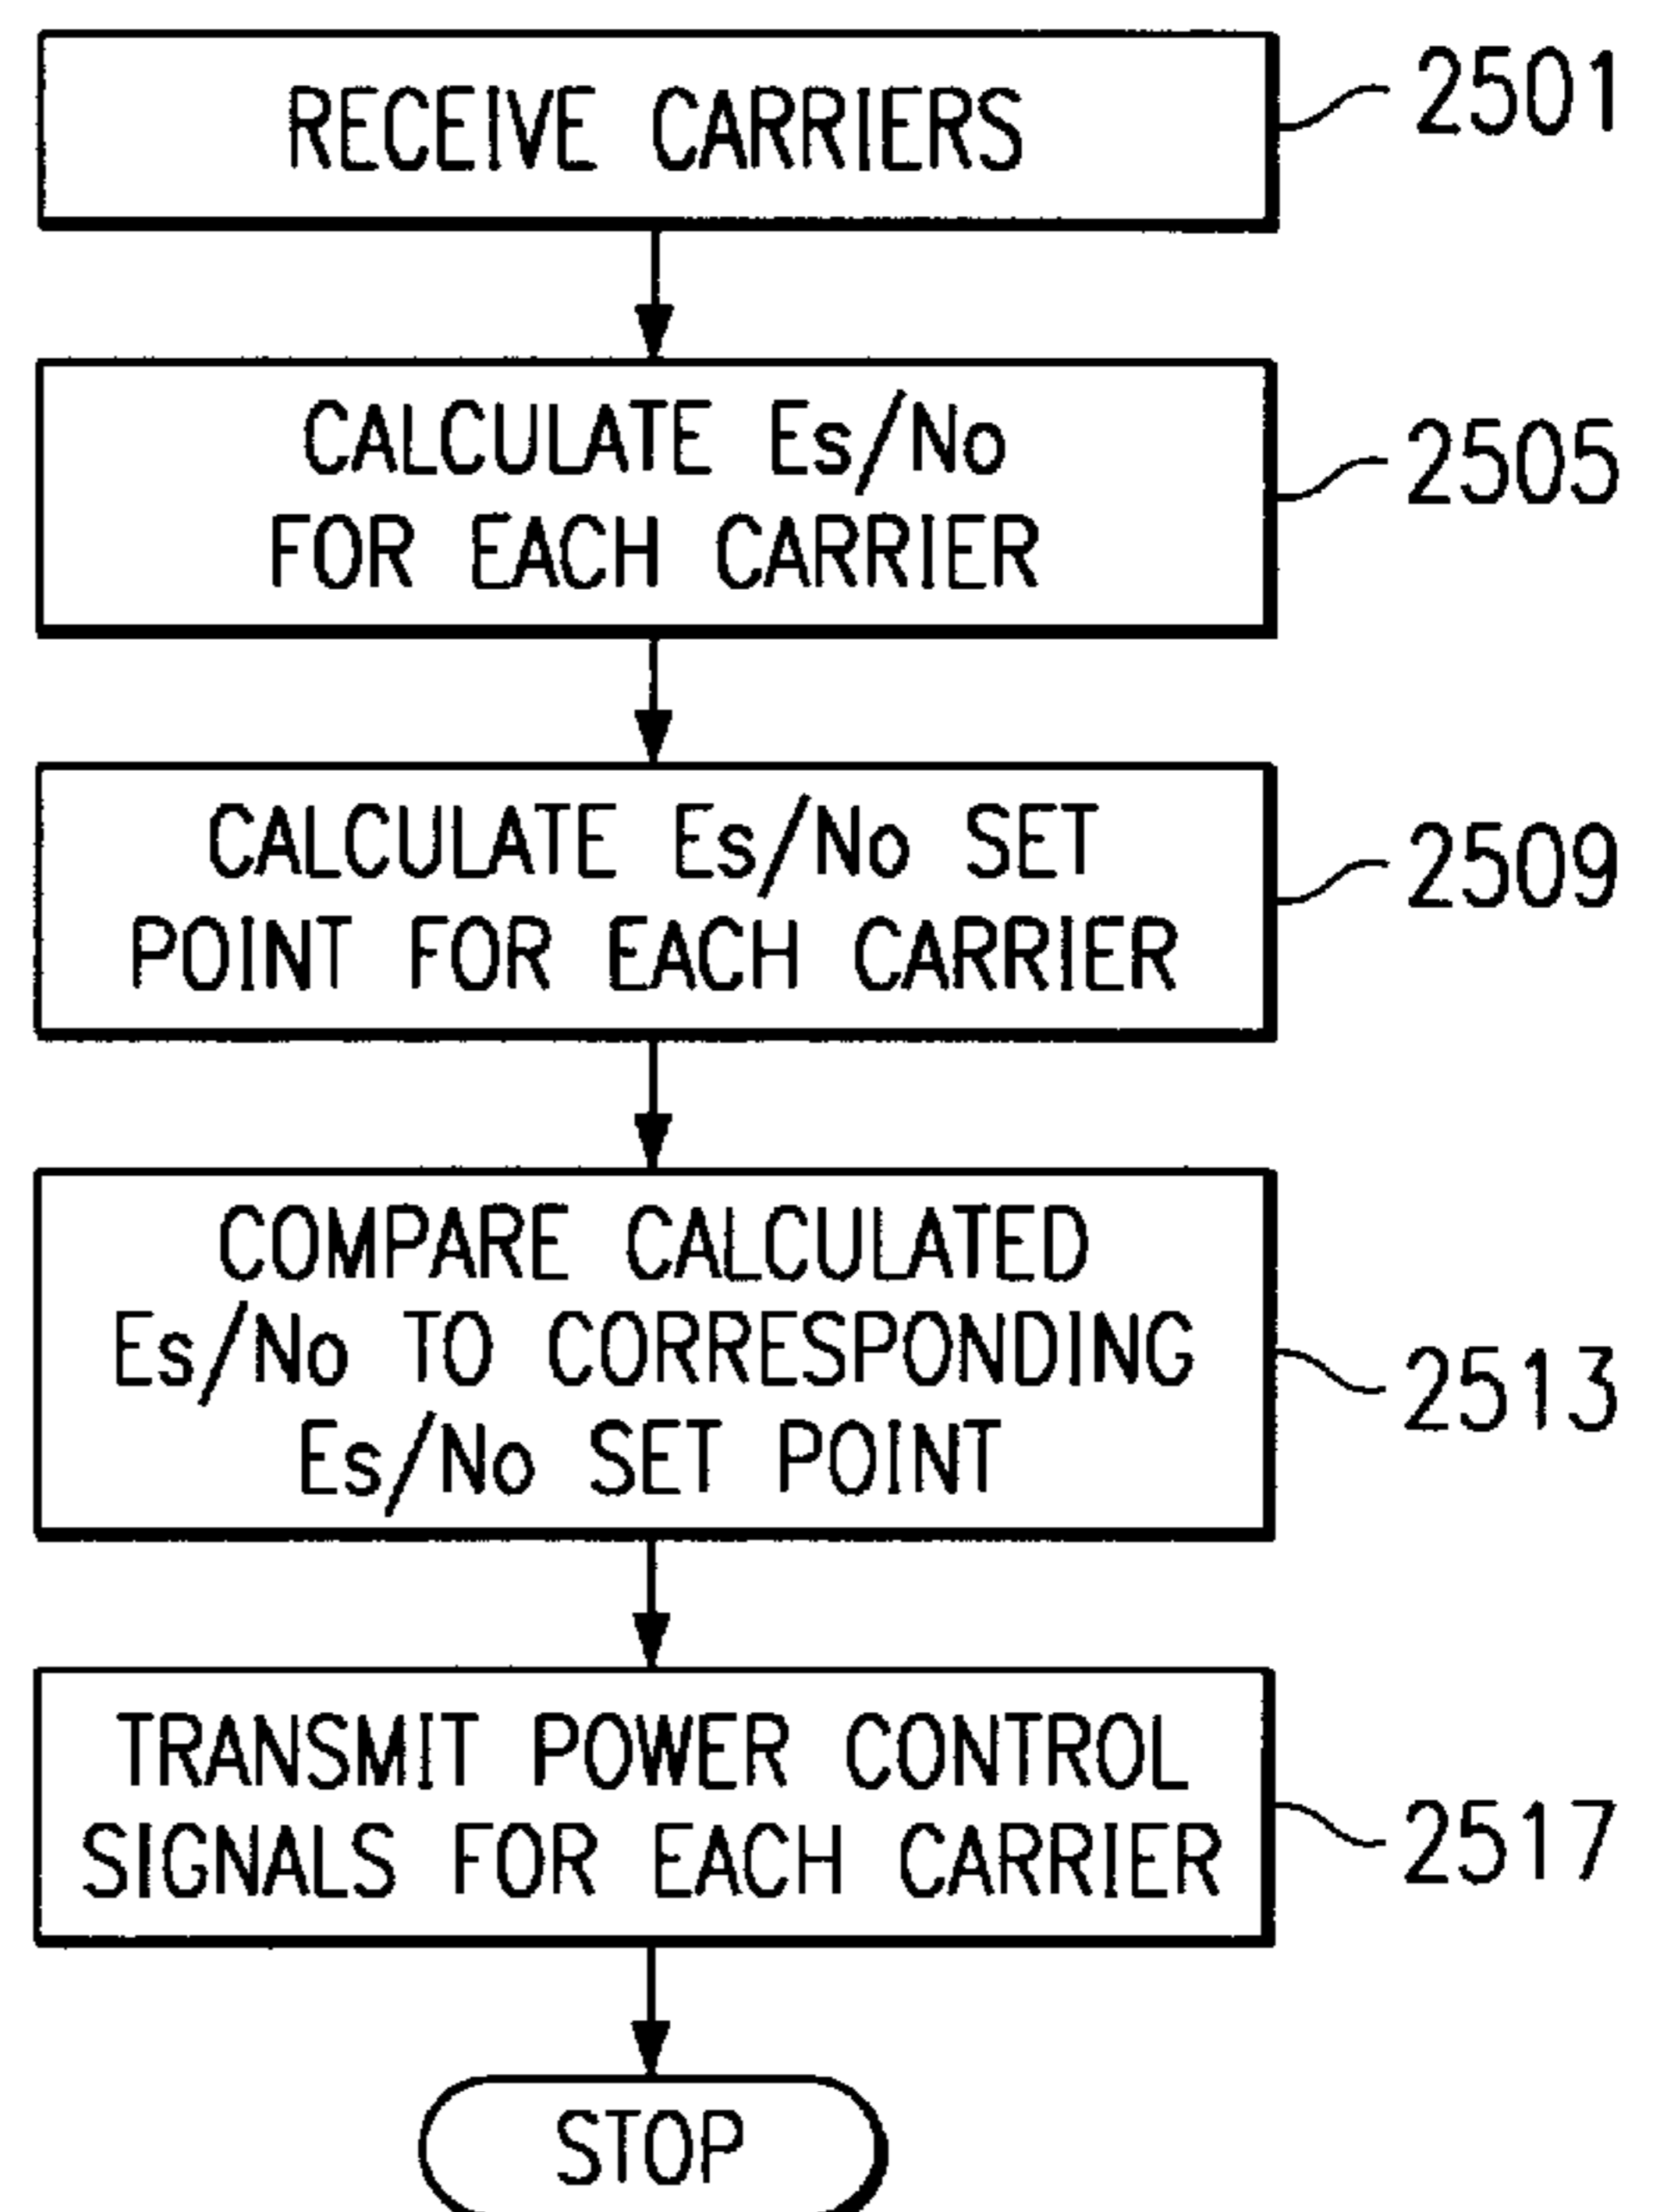 RECEIVE CARRIERS
2501
CALCULATE Es/No
FOR EACH CARRIER
2505
CALCULATE Es/No SET
POINT FOR EACH CARRIER
2509
COMPARE CALCULATED
Es/No TO CORRESPONDING
Es/No SET POINT
2513
TRANSMIT POWER CONTROL
SIGNALS FOR EACH CARRIER
2517
STOP